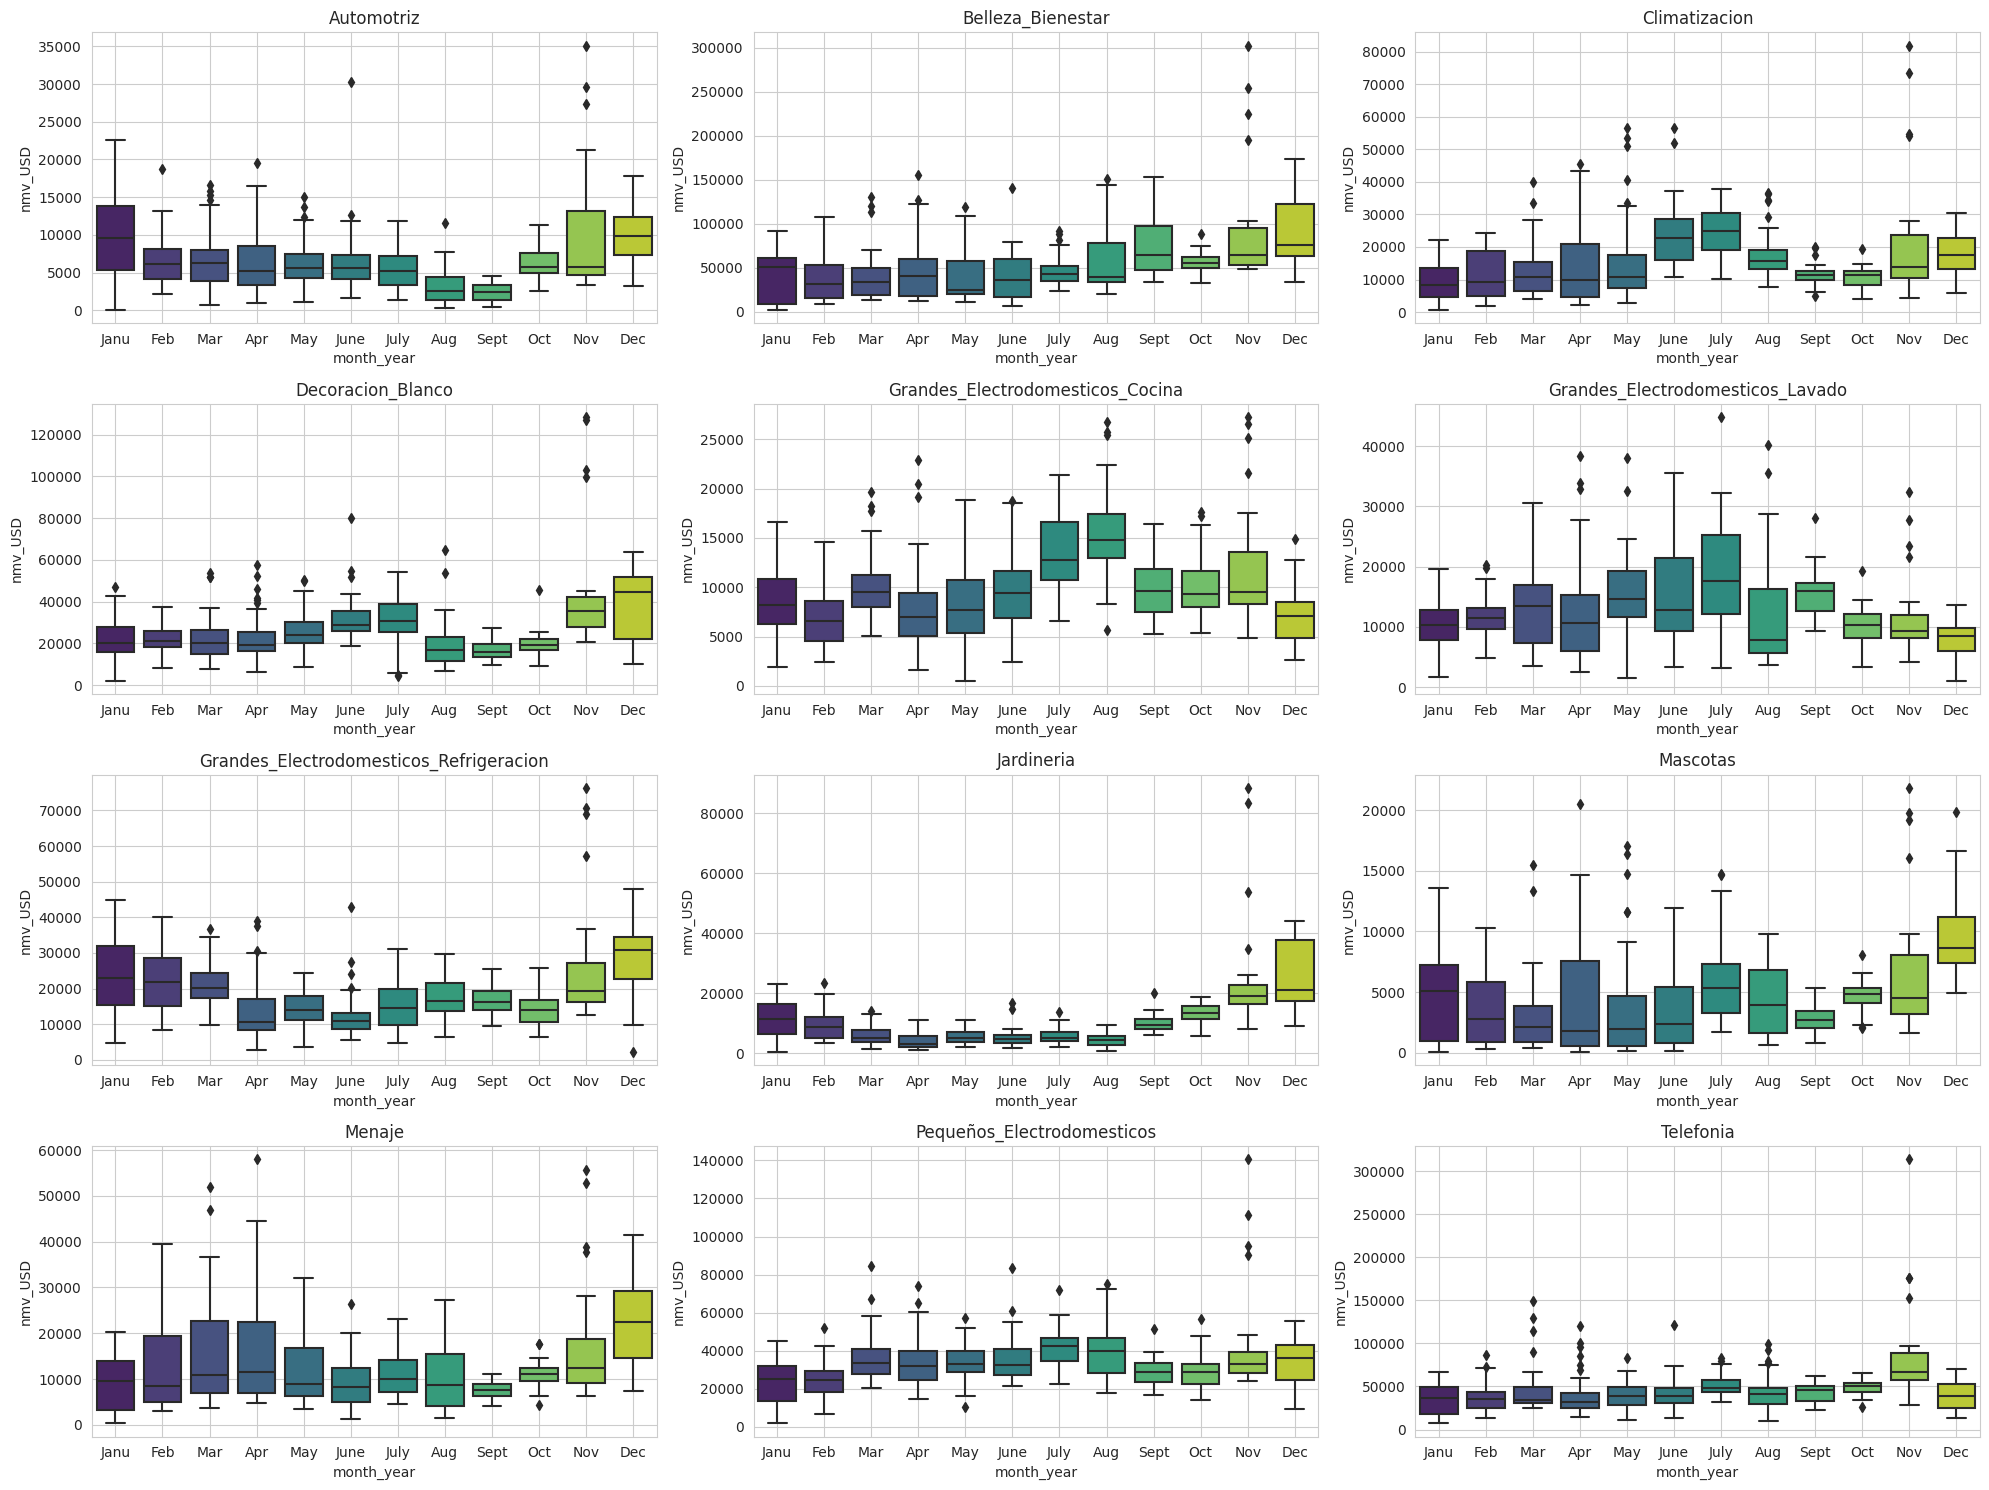 Automotriz
35000
30000
25000
20000
15000
10000
5000
0
nmv_USD
Janu Feb Mar Apr May June July Aug Sept Oct Nov Dec
month_year
Belleza_Bienestar
300000
250000
200000
150000
100000
50000
0
nmv_USD
Janu Feb Mar Apr May June July Aug Sept Oct Nov Dec
month_year
Climatizacion
80000
70000
60000
50000
40000
30000
20000
10000
0
nmv_USD
Janu Feb Mar Apr May June July Aug Sept Oct Nov Dec
month_year
Decoracion_Blanco
120000
100000
80000
60000
40000
20000
0
nmv_USD
Janu Feb Mar Apr May June July Aug Sept Oct Nov Dec
month_year
Grandes_Electrodomesticos_Cocina
25000
20000
15000
10000
5000
0
nmv_USD
Janu Feb Mar Apr May June July Aug Sept Oct Nov Dec
month_year
Grandes_Electrodomesticos_Lavado
40000
30000
20000
10000
0
nmv_USD
Janu Feb Mar Apr May June July Aug Sept Oct Nov Dec
month_year
Grandes_Electrodomesticos_Refrigeracion
70000
60000
50000
40000
30000
20000
10000
0
nmv_USD
Janu Feb Mar Apr May June July Aug Sept Oct Nov Dec
month_year
Jardineria
80000
60000
40000
20000
0
nmv_USD
Janu Feb Mar Apr May June July Aug Sept Oct Nov Dec
month_year
Mascotas
20000
15000
10000
5000
0
nmv_USD
Janu Feb Mar Apr May June July Aug Sept Oct Nov Dec
month_year
Menaje
60000
50000
40000
30000
20000
10000
0
nmv_USD
Janu Feb Mar Apr May June July Aug Sept Oct Nov Dec
month_year
Pequeños_Electrodomesticos
140000
120000
100000
80000
60000
40000
20000
0
nmv_USD
Janu Feb Mar Apr May June July Aug Sept Oct Nov Dec
month_year
Telefonia
300000
250000
200000
150000
100000
50000
0
nmv_USD
Janu Feb Mar Apr May June July Aug Sept Oct Nov Dec
month_year